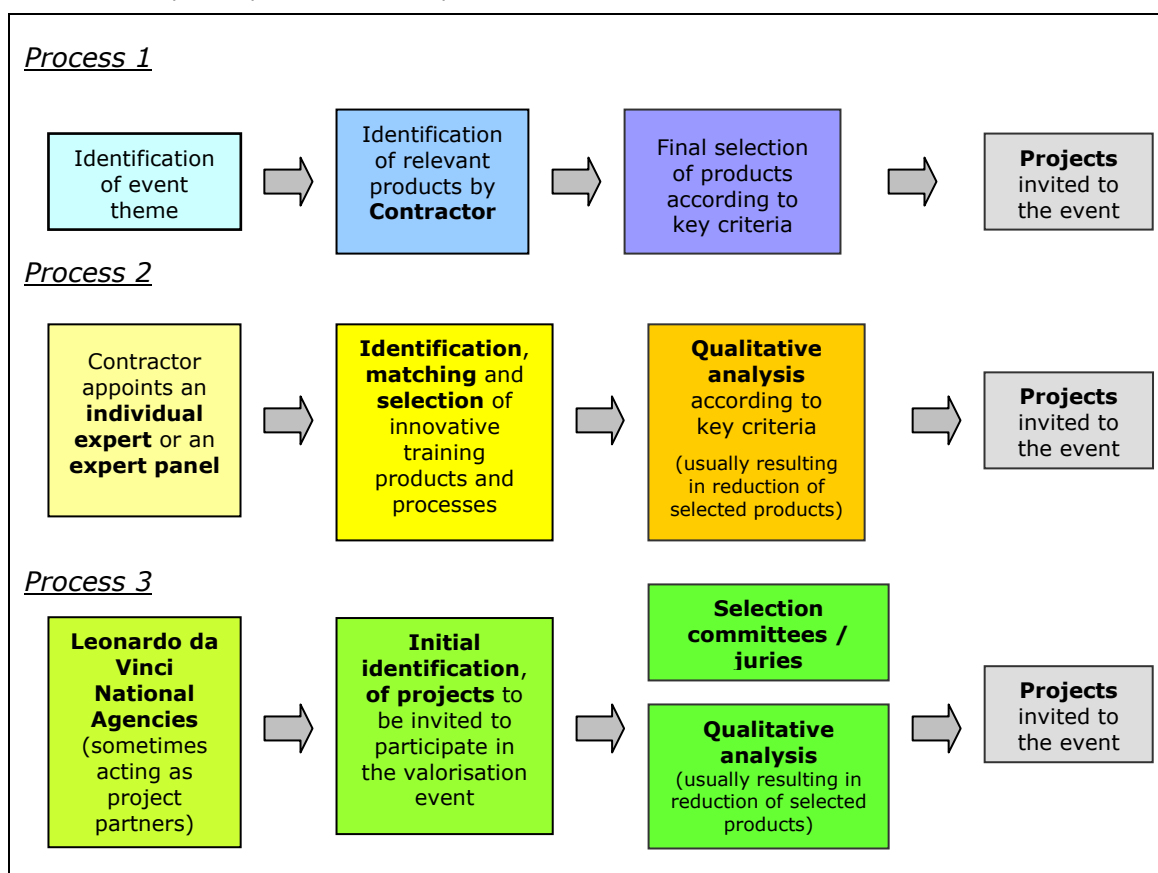 Process 1
Identification
of event
theme
Identification
of relevant
products by
Contractor
Final selection
of products
according to
key criteria
Projects
invited to
the event
Process 2
Contractor
appoints an
individual
expert or an
expert panel
Identification,
matching and
selection of
innovative
training
products and
processes
Qualitative
analysis
according to
key criteria
(usually resulting
in reduction of
selected products)
Projects
invited to
the event
Process 3
Leonardo da
Vinci
National
Agencies
(sometimes
acting as
project
partners)
Initial
identification,
of projects to
be invited to
participate in
the valorisation
event
Selection
committees /
juries
Qualitative
analysis
(usually resulting in
reduction of selected
products)
Projects
invited to
the event